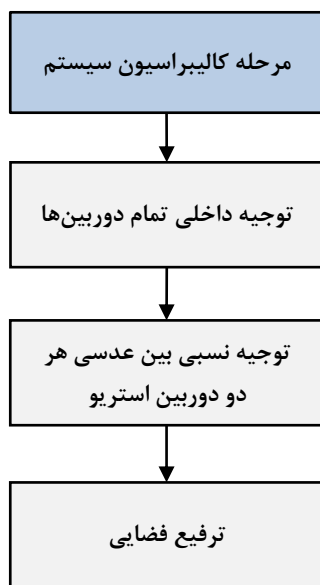 مرحله کالیبراسیون سیستم
توجیه داخلی تمام دوربین‌ها
توجیه نسبی بین عدسی هر
دو دوربین استریو
ترفیع فضایی